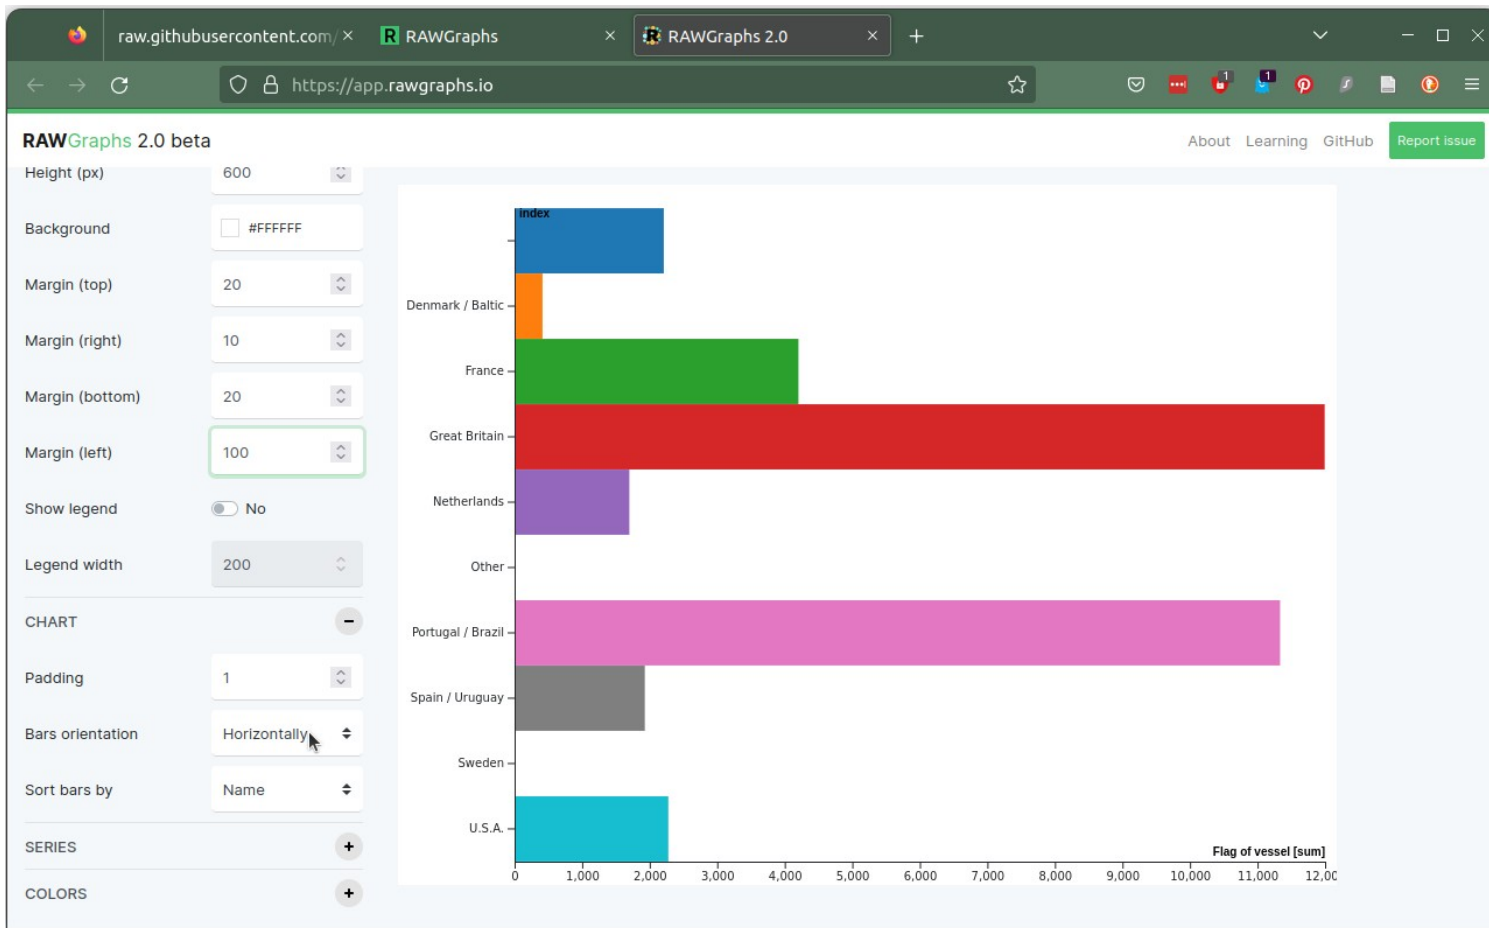 raw.githubusercontent.com/ RAWGraphs RAWGraphs 2.0
https://app.rawgraphs.io
1 1
RAWGraphs 2.0 beta
About Learning GitHub Report issue
Height (px) 600
Background #FFFFFF
Margin (top) 20
Margin (right) 10
Margin (bottom) 20
Margin (left) 100
Show legend No
Legend width 200
CHART
Padding 1
Bars orientation Horizontally
Sort bars by Name
SERIES
COLORS
index
Denmark / Baltic
France
Great Britain
Netherlands
Other
Portugal / Brazil
Spain / Uruguay
Sweden
U.S.A.
Flag of vessel [sum]
0 1,000 2,000 3,000 4,000 5,000 6,000 7,000 8,000 9,000 10,000 11,000 12,00